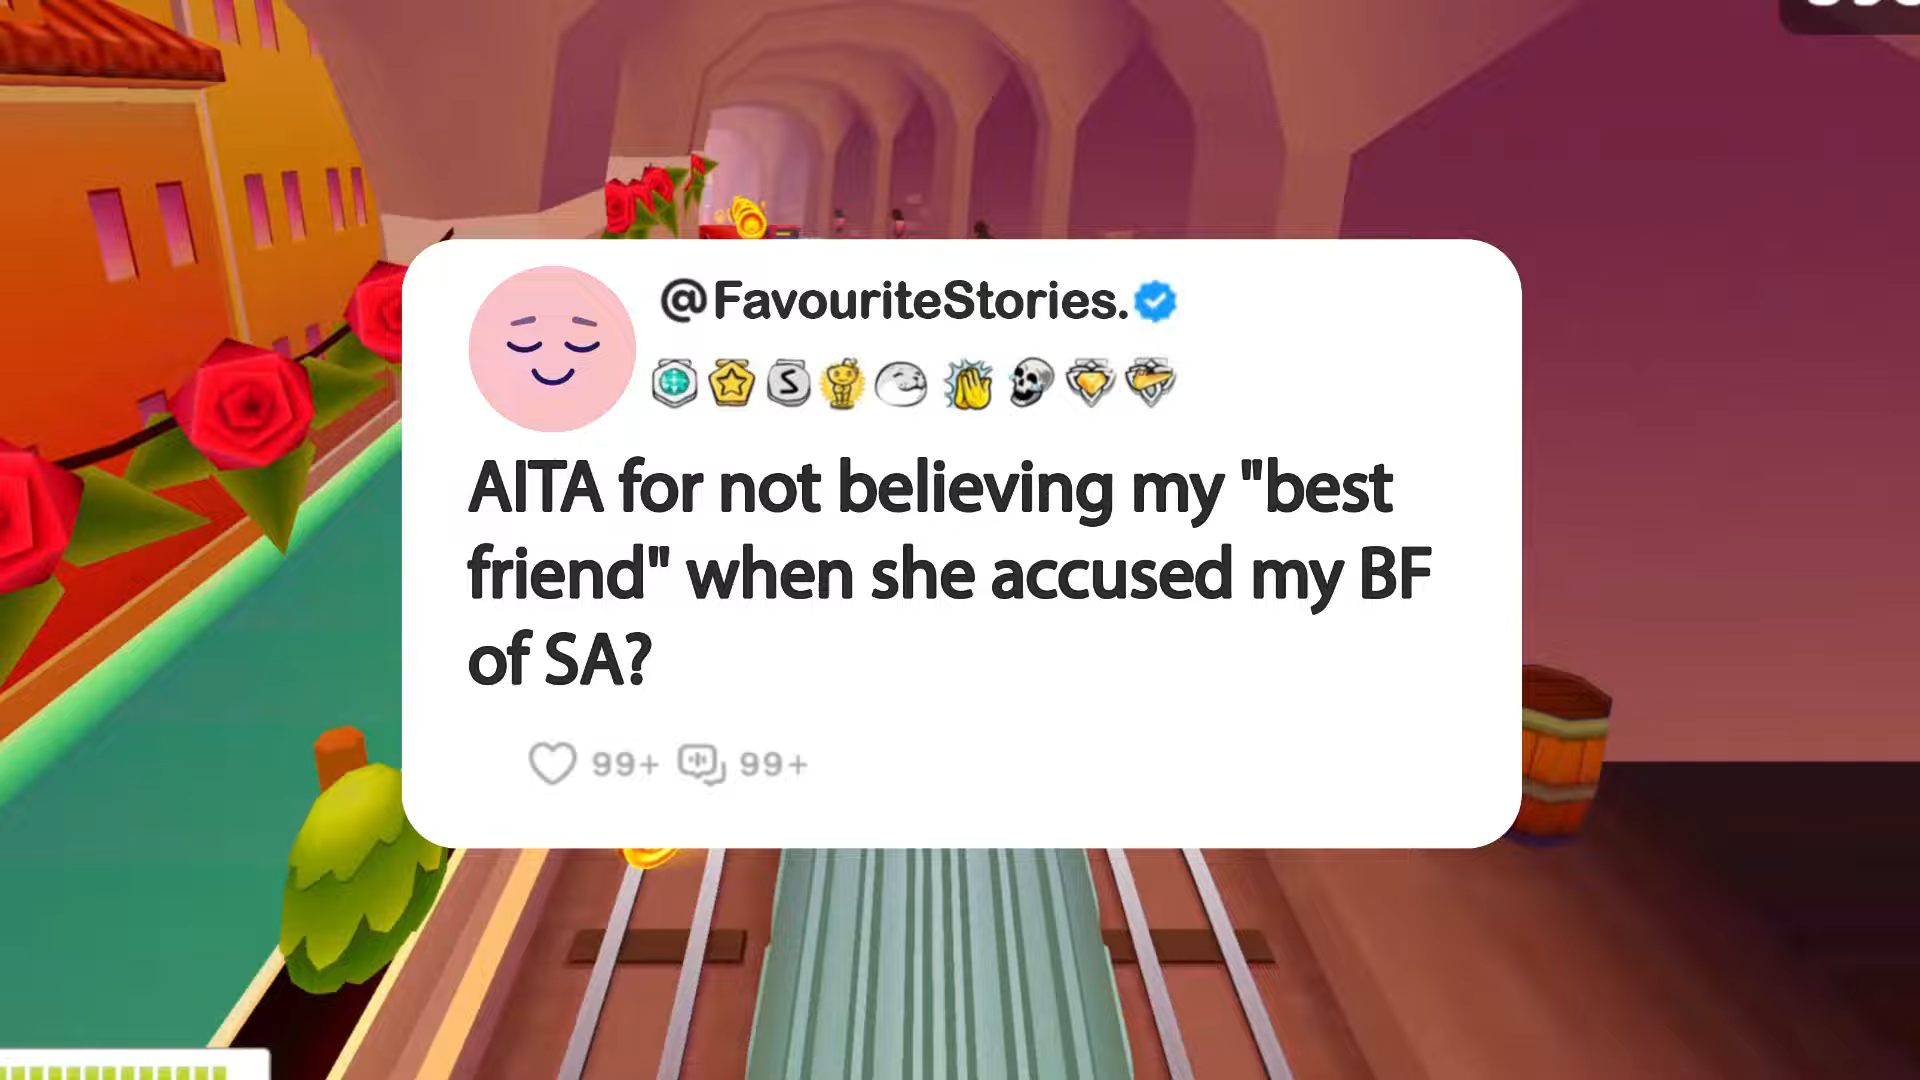 @FavouriteStories.
S
AITA for not believing my "best
friend" when she accused my BF
of SA?
99+ 99+